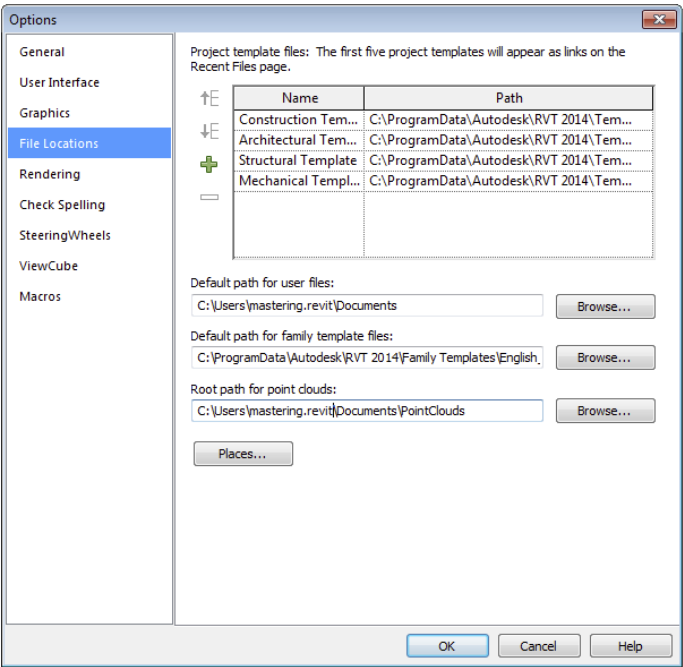 Options
General
User Interface
Graphics
File Locations
Rendering
Check Spelling
SteeringWheels
ViewCube
Macros
Project template files: The first five project templates will appear as links on the
Recent Files page.
Name Path
Construction Tem... C:\ProgramData\Autodesk\RVT 2014\Tem...
Architectural Tem... C:\ProgramData\Autodesk\RVT 2014\Tem...
Structural Template C:\ProgramData\Autodesk\RVT 2014\Tem...
Mechanical Templ... C:\ProgramData\Autodesk\RVT 2014\Tem...
Default path for user files:
C:\Users\mastering.revit\Documents Browse...
Default path for family template files:
C:\ProgramData\Autodesk\RVT 2014\Family Templates\English_ Browse...
Root path for point clouds:
C:\Users\mastering.revit\Documents\PointClouds Browse...
Places...
OK Cancel Help